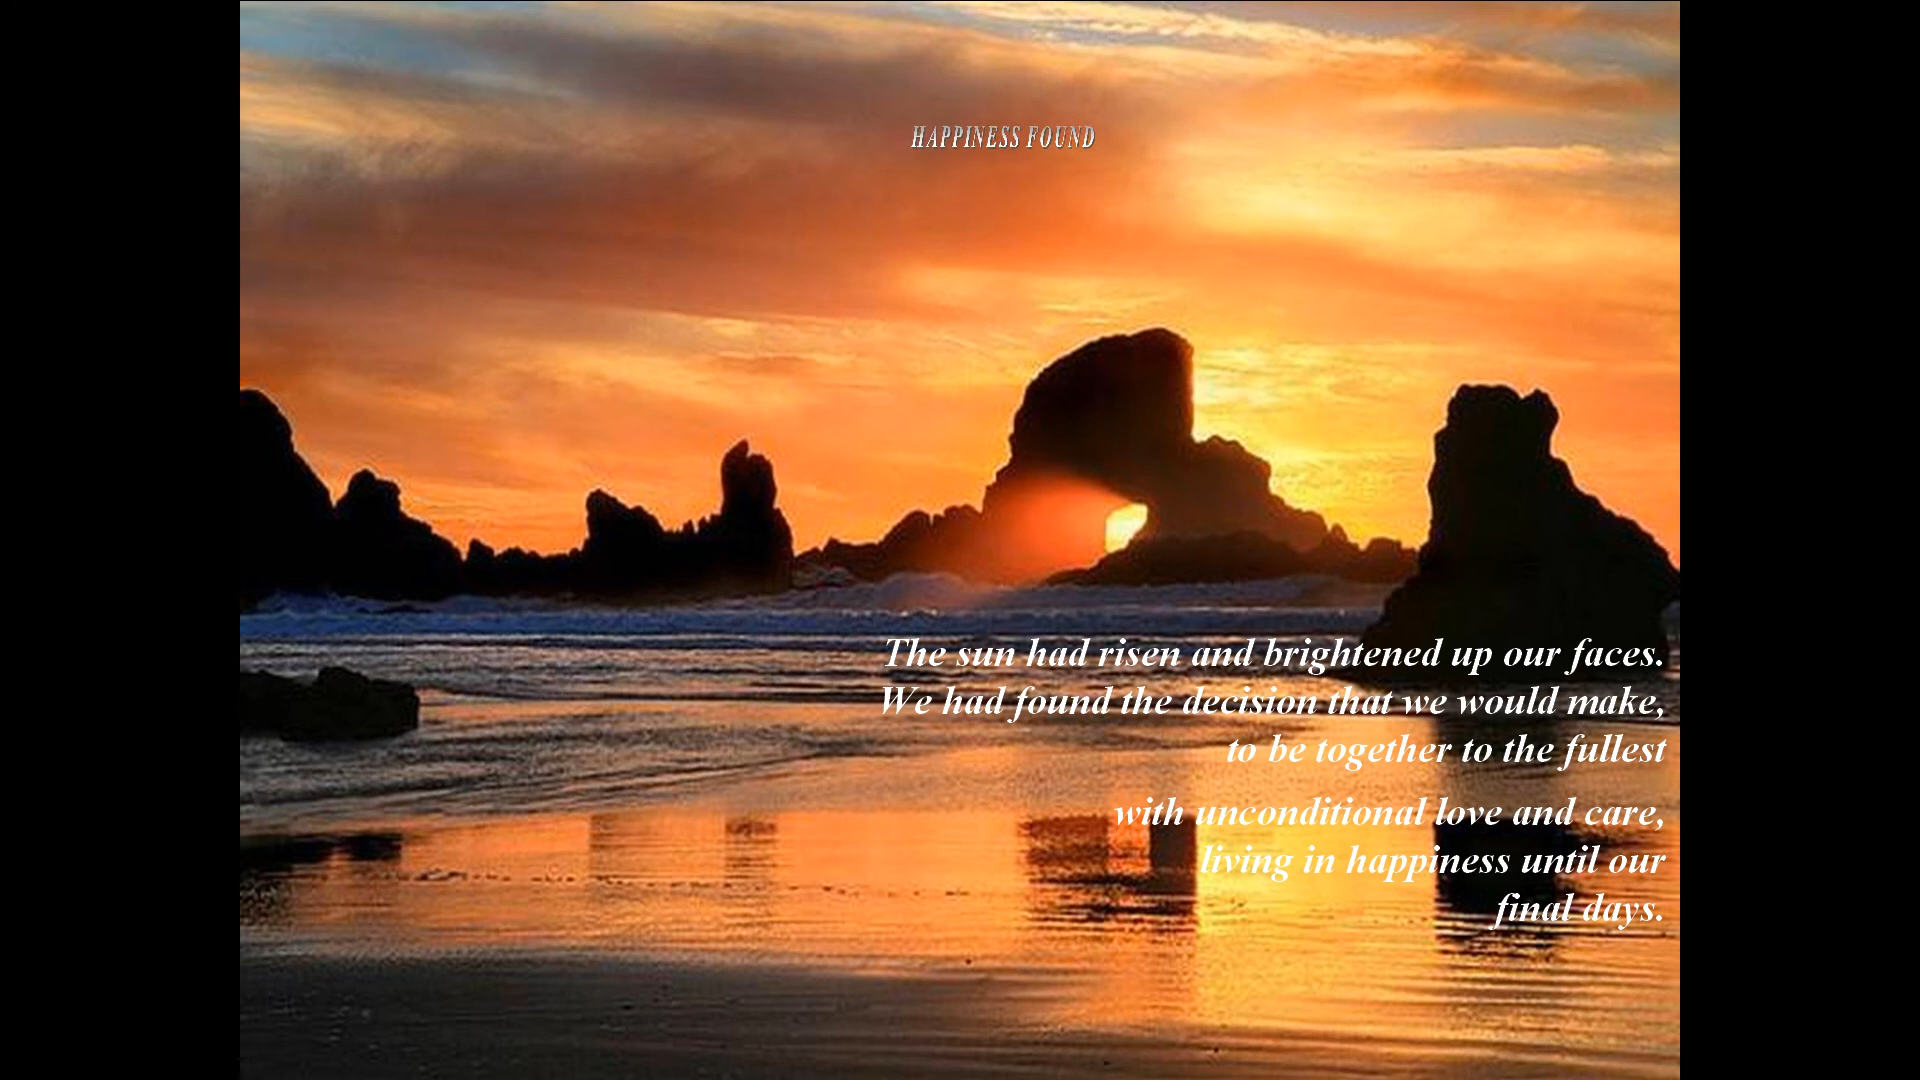 HAPPINESS FOUND
The sun had risen and brightened up our faces.
We had found the decision that we would make,
to be together to the fullest
with unconditional love and care,
living in happiness until our
final days.